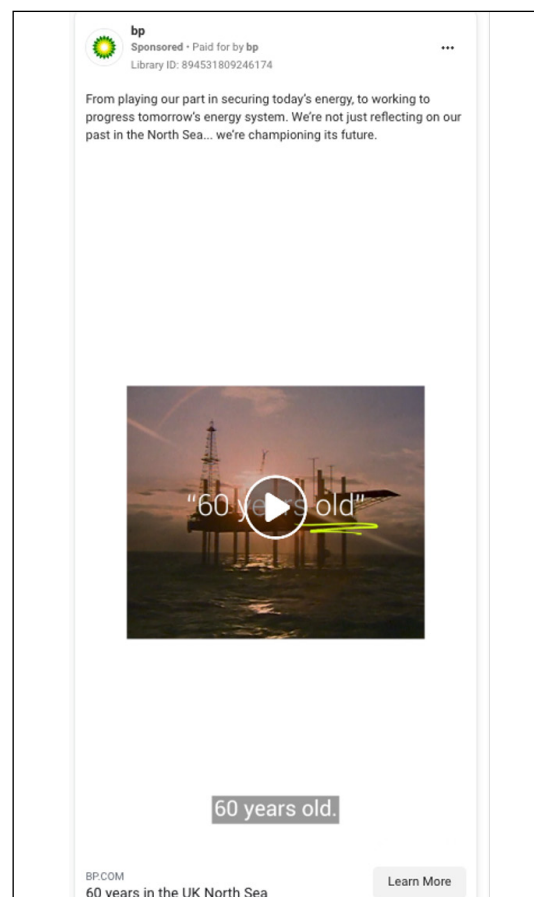 bp
Sponsored • Paid for by bp
Library ID: 894531809246174
From playing our part in securing today's energy, to working to
progress tomorrow's energy system. We're not just reflecting on our
past in the North Sea... we're championing its future.
"60 years old"
60 years old.
BP.COM
60 years in the UK North Sea
Learn More